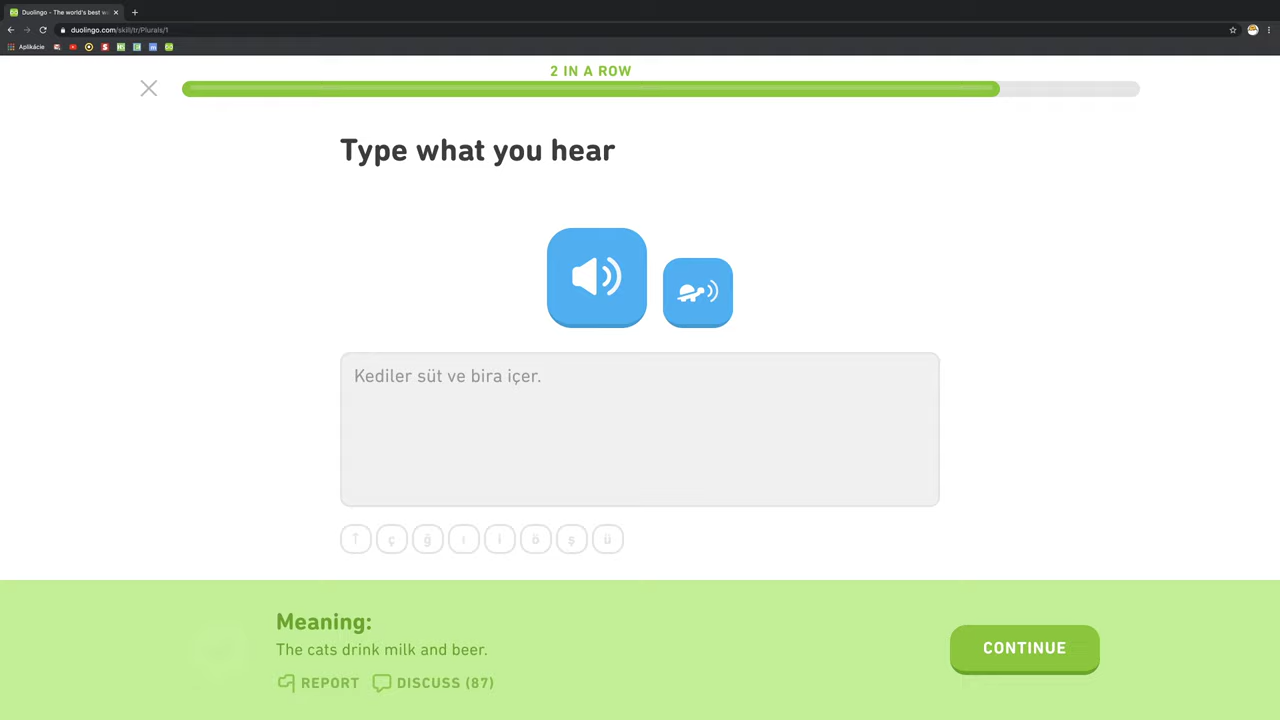 Duolingo - The world's best w
duolingo.com/skill/tr/Plurals/1
Aplikácie
2 IN A ROW
Type what you hear
Kediler süt ve bira içer.
↑ ç ğ ı i ö ş ü
Meaning:
The cats drink milk and beer.
REPORT DISCUSS (87)
CONTINUE